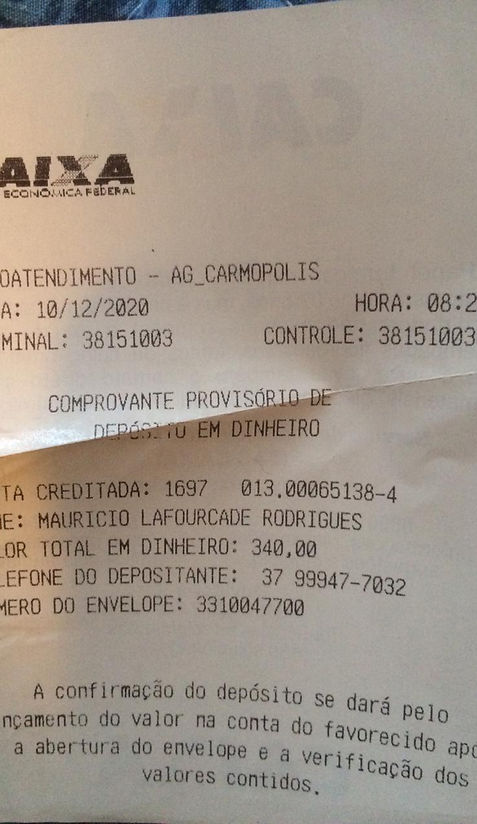 AIXA
ECONÔMICA FEDERAL
OATENDIMENTO - AG_CARMOPOLIS
A: 10/12/2020 HORA: 08:2
MINAL: 38151003 CONTROLE: 38151003
COMPROVANTE PROVISÓRIO DE
DEPÓSITO EM DINHEIRO
TA CREDITADA: 1697 013.00065138-4
ME: MAURICIO LAFOURCADE RODRIGUES
LOR TOTAL EM DINHEIRO: 340,00
LEFONE DO DEPOSITANTE: 37 99947-7032
MERO DO ENVELOPE: 3310047700
A confirmação do depósito se dará pelo
nçamento do valor na conta do favorecido apó
a abertura do envelope e a verificação dos
valores contidos.